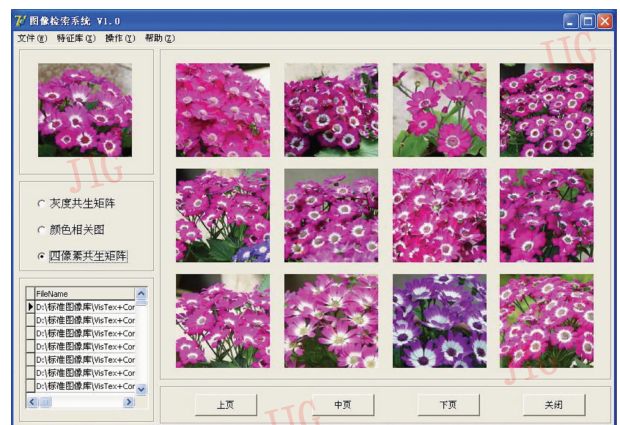 图像检索系统 V1.0
文件(W) 特征库(X) 操作(Y) 帮助(Z)
JIG
JIG
灰度共生矩阵
颜色相关图
四像素共生矩阵
FileName
D:\标准图像库\VisTex+Cor
D:\标准图像库\VisTex+Cor
D:\标准图像库\VisTex+Cor
D:\标准图像库\VisTex+Cor
D:\标准图像库\VisTex+Cor
D:\标准图像库\VisTex+Cor
D:\标准图像库\VisTex+Cor
JIG
上页 中页 下页 关闭
JIG